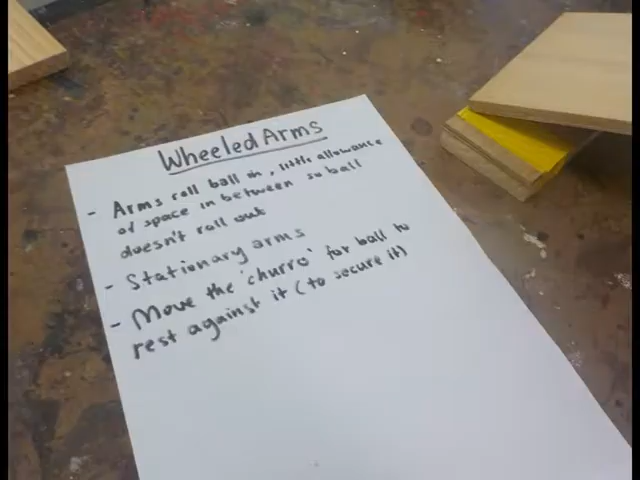 Wheeled Arms
- Arms roll ball in, little allowance
of space in between so ball
doesn't roll out
- Stationary arms
- Move the 'churro' for ball to
rest against it (to secure it)